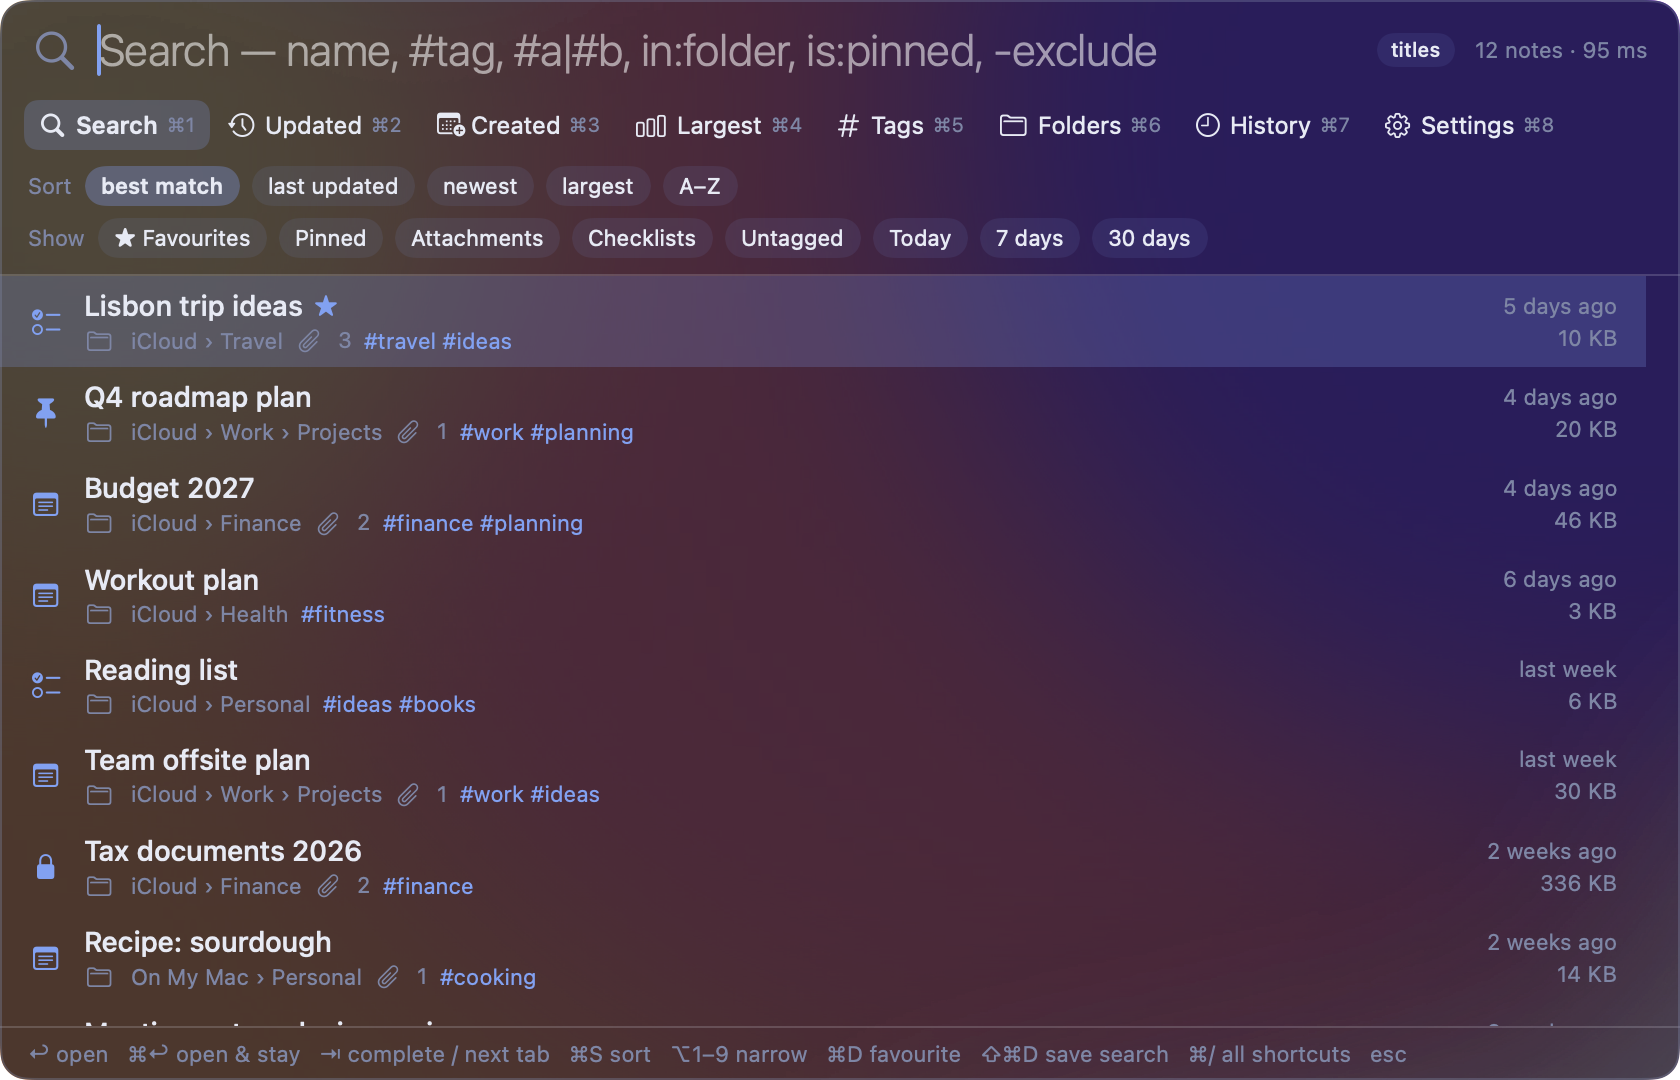 Search — name, #tag, #a|#b, in:folder, is:pinned, -exclude titles 12 notes · 95 ms
Search ⌘1 Updated ⌘2 Created ⌘3 Largest ⌘4 # Tags ⌘5 Folders ⌘6 History ⌘7 Settings ⌘8
Sort best match last updated newest largest A–Z
Show ★ Favourites Pinned Attachments Checklists Untagged Today 7 days 30 days
Lisbon trip ideas ★ 5 days ago
iCloud › Travel 3 #travel #ideas 10 KB
Q4 roadmap plan 4 days ago
iCloud › Work › Projects 1 #work #planning 20 KB
Budget 2027 4 days ago
iCloud › Finance 2 #finance #planning 46 KB
Workout plan 6 days ago
iCloud › Health #fitness 3 KB
Reading list last week
iCloud › Personal #ideas #books 6 KB
Team offsite plan last week
iCloud › Work › Projects 1 #work #ideas 30 KB
Tax documents 2026 2 weeks ago
iCloud › Finance 2 #finance 336 KB
Recipe: sourdough 2 weeks ago
On My Mac › Personal 1 #cooking 14 KB
↩ open ⌘↩ open & stay ⇥ complete / next tab ⌘S sort ⌥1–9 narrow ⌘D favourite ⇧⌘D save search ⌘/ all shortcuts esc